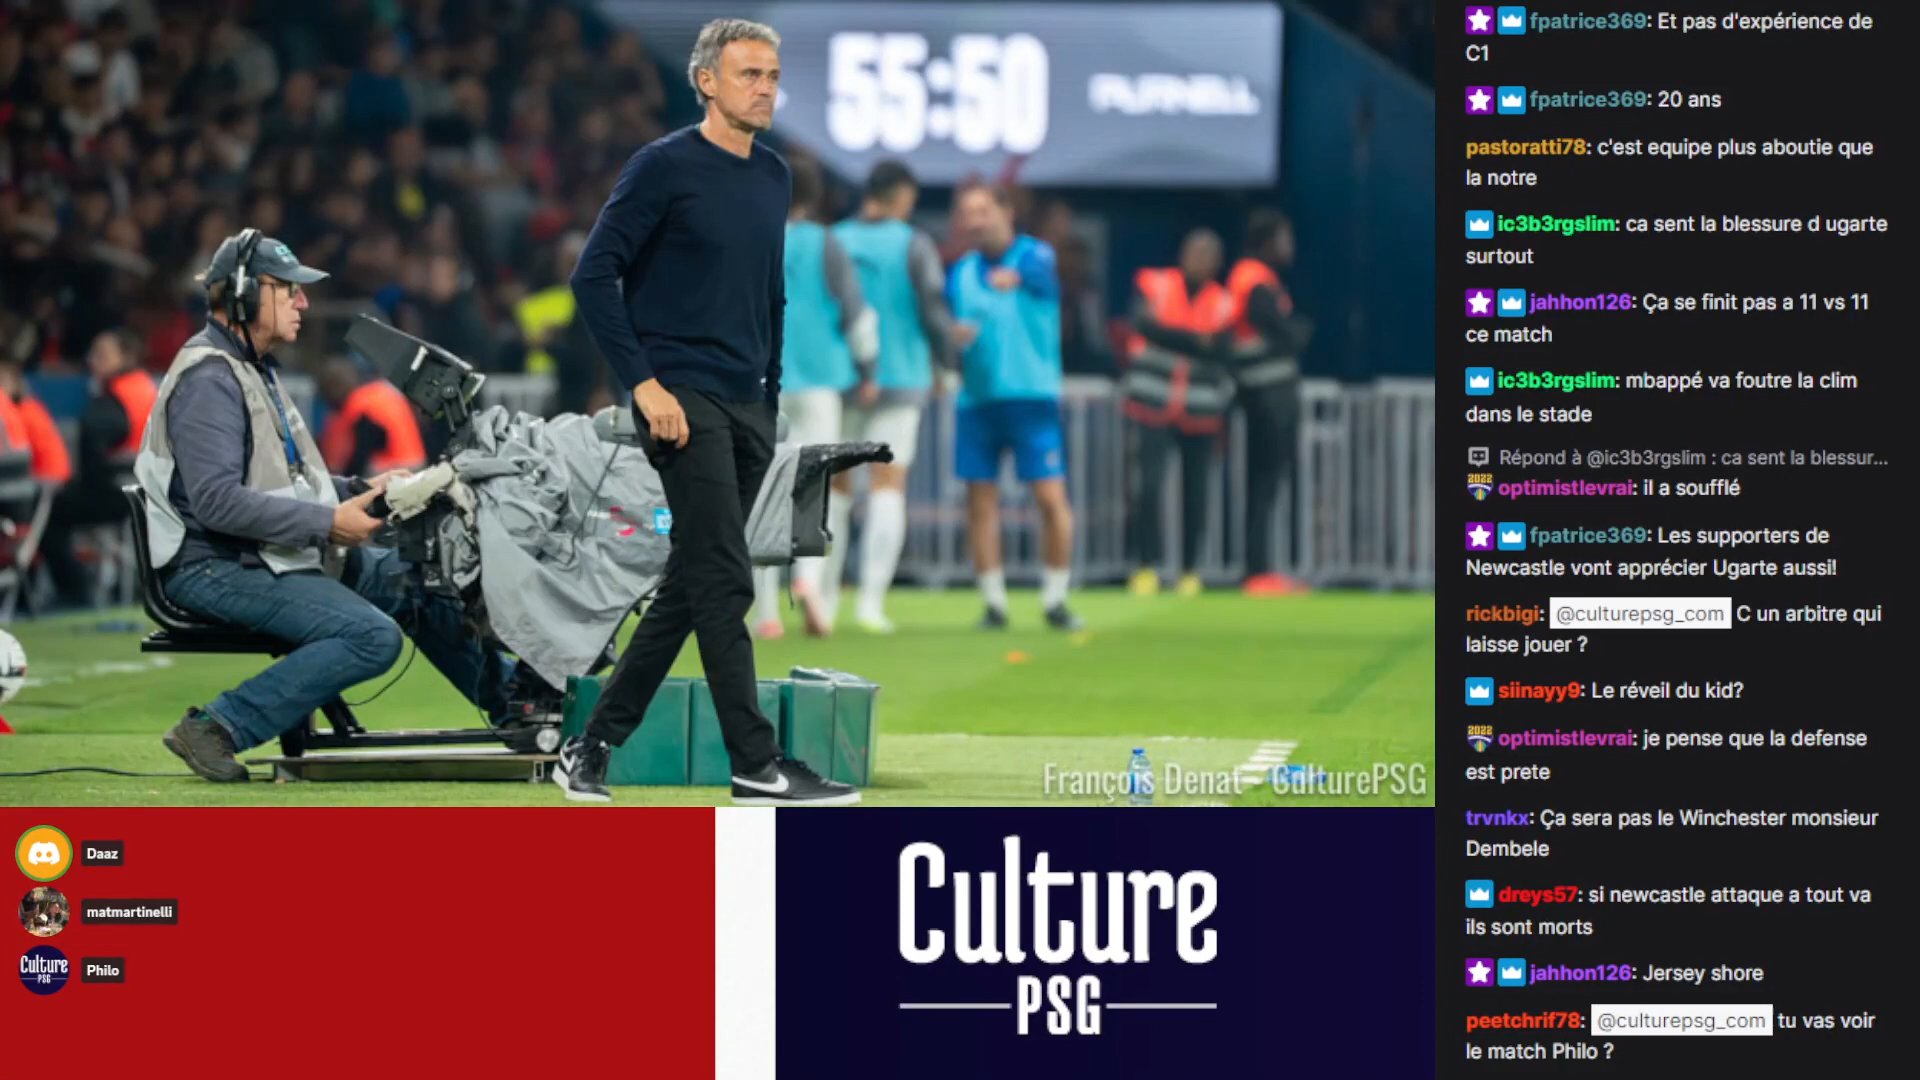 55:50
François Denat - CulturePSG
Daaz
matmartinelli
Culture
PSG
Philo
Culture
PSG
fpatrice369: Et pas d'expérience de
C1
fpatrice369: 20 ans
pastoratti78: c'est equipe plus aboutie que
la notre
ic3b3rgslim: ca sent la blessure d ugarte
surtout
jahhon126: Ça se finit pas a 11 vs 11
ce match
ic3b3rgslim: mbappé va foutre la clim
dans le stade
Répond à @ic3b3rgslim : ca sent la blessur...
2022 optimistlevrai: il a soufflé
fpatrice369: Les supporters de
Newcastle vont apprécier Ugarte aussi!
rickbigi: @culturepsg_com C un arbitre qui
laisse jouer ?
siinayy9: Le réveil du kid?
2022 optimistlevrai: je pense que la defense
est prete
trvnkx: Ça sera pas le Winchester monsieur
Dembele
dreys57: si newcastle attaque a tout va
ils sont morts
jahhon126: Jersey shore
peetchrif78: @culturepsg_com tu vas voir
le match Philo ?